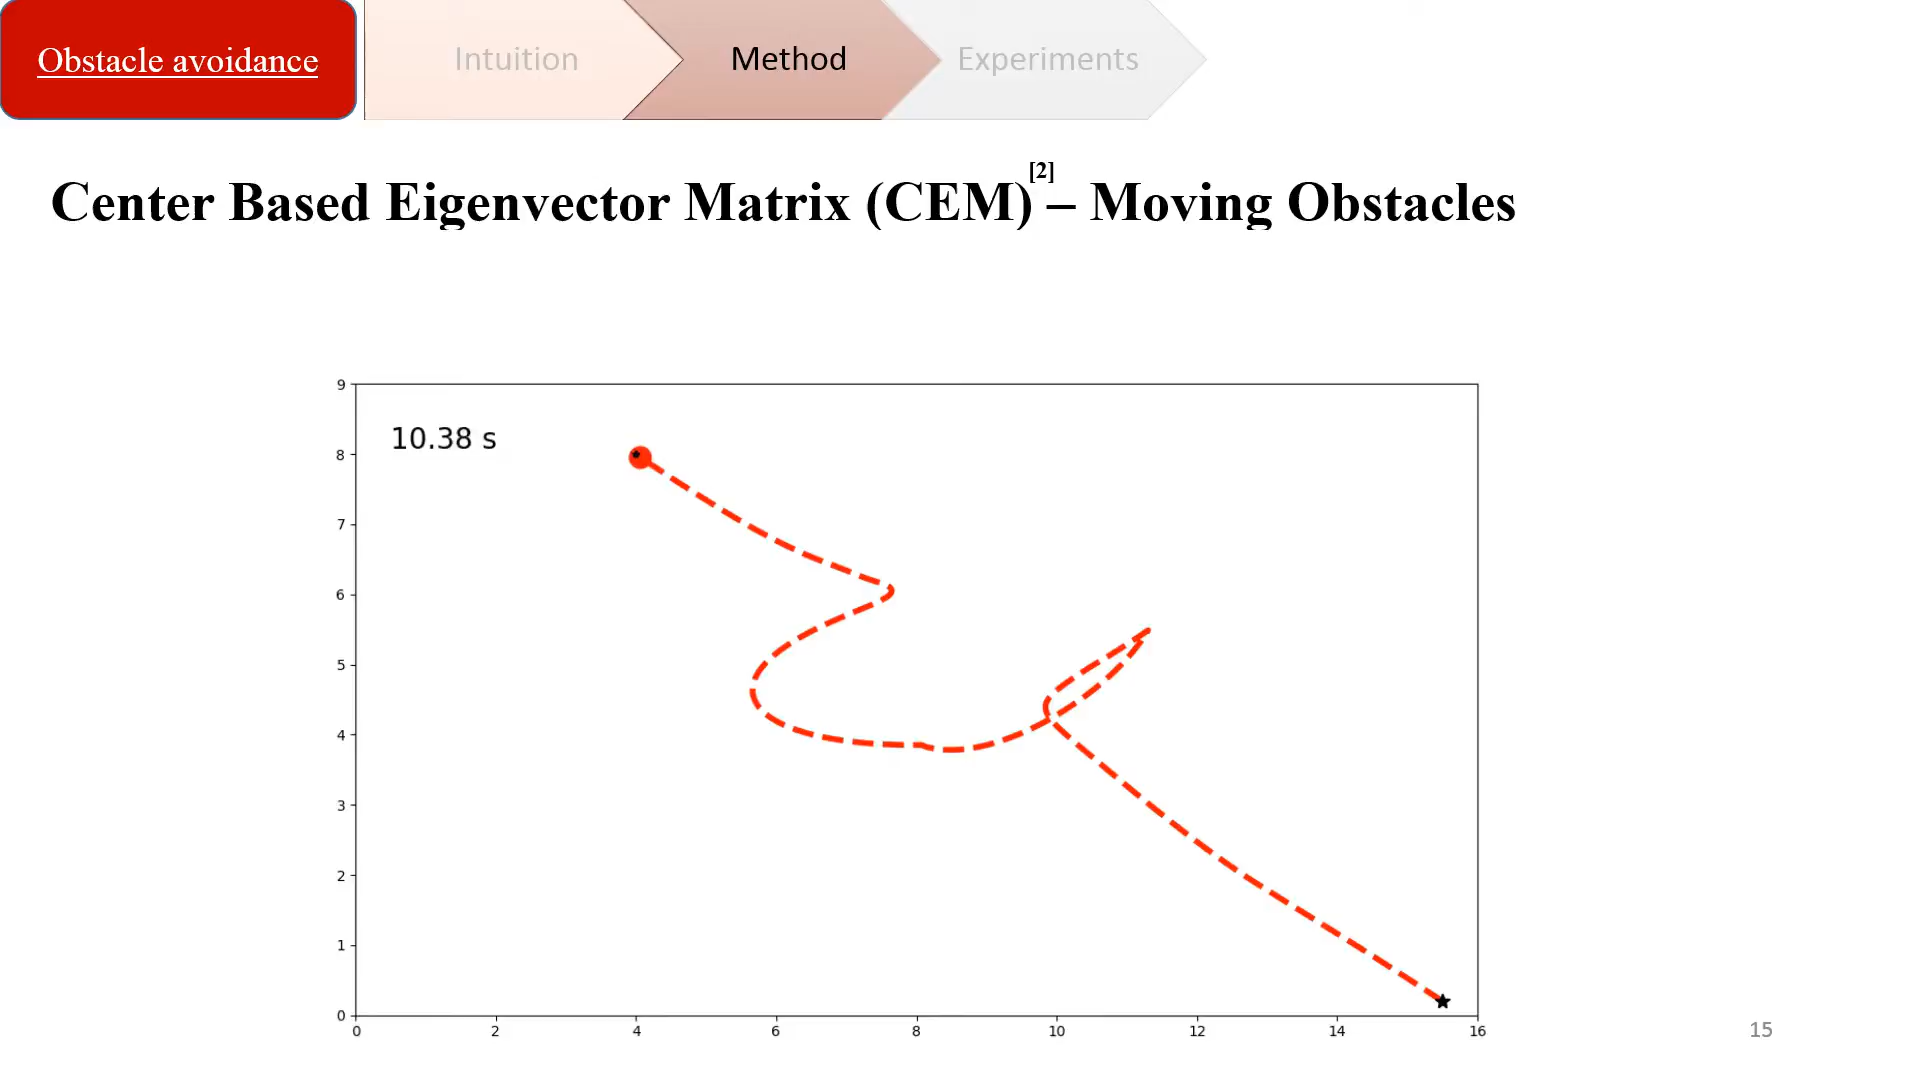 Obstacle avoidance
Intuition
Method
Experiments
Center Based Eigenvector Matrix (CEM)[2] – Moving Obstacles
9
8
7
6
5
4
3
2
1
0
10.38 s
0 2 4 6 8 10 12 14 16
15